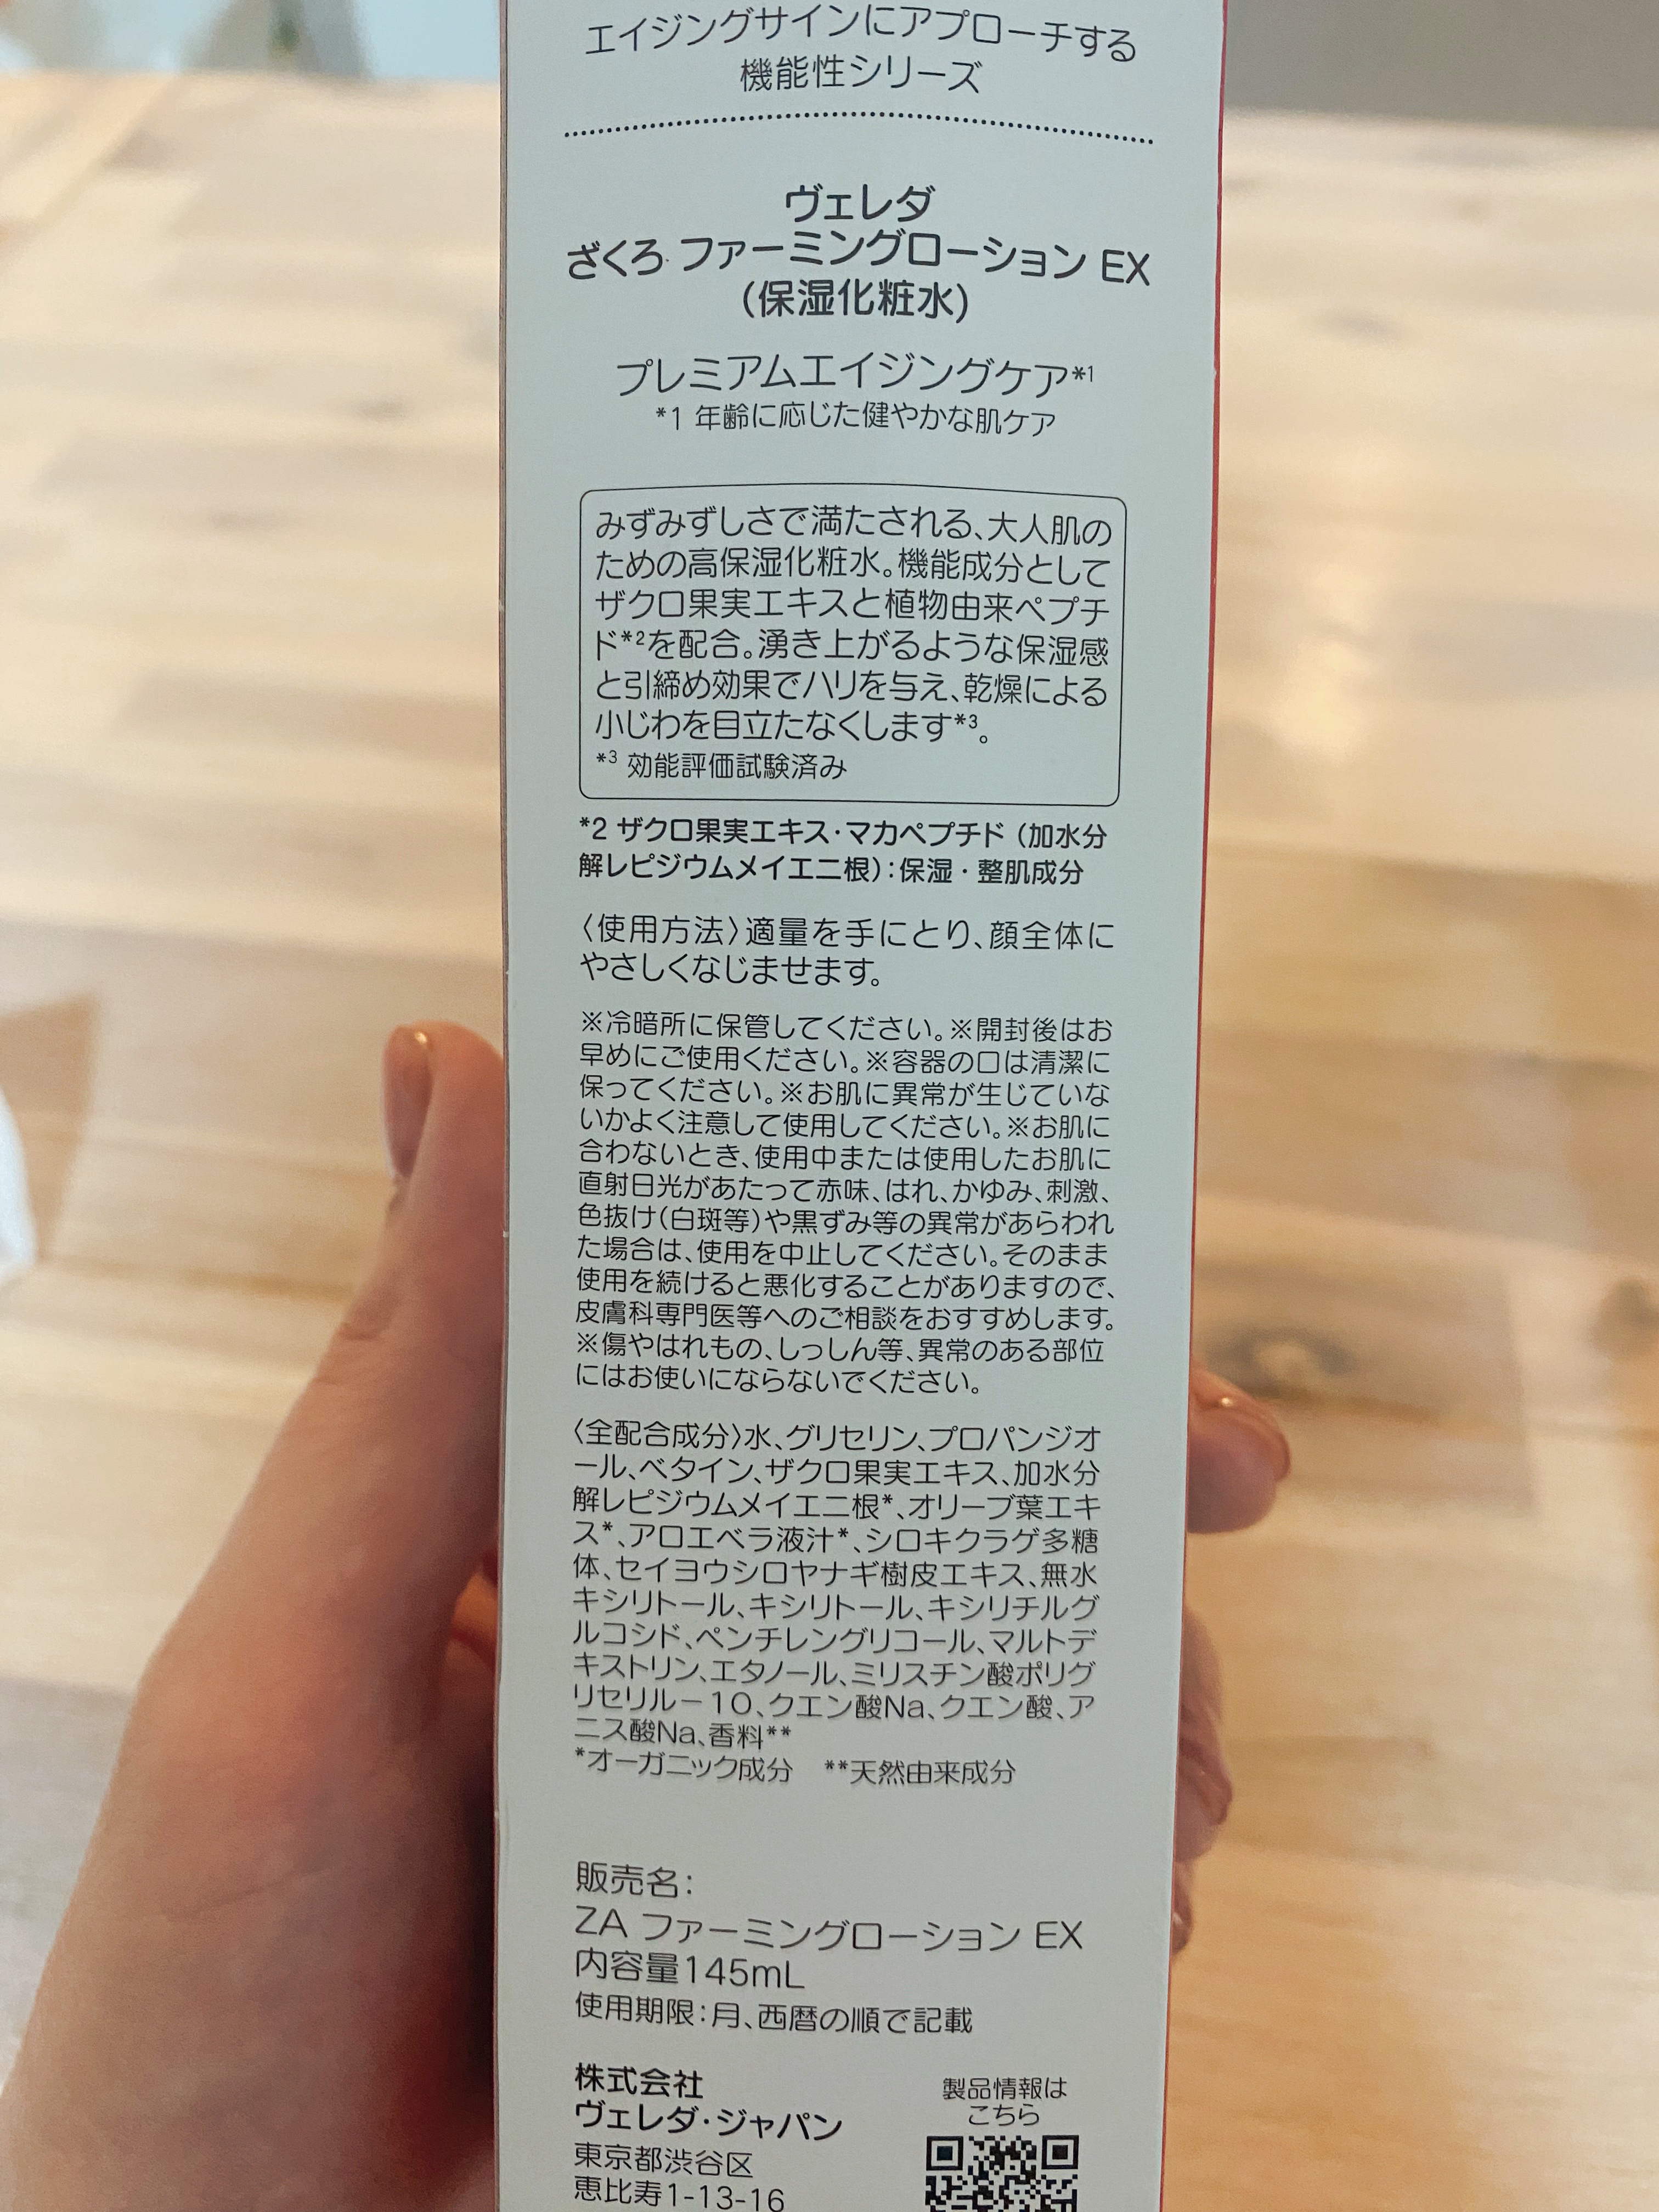 エイジングサインにアプローチする
機能性シリーズ
ヴェレダ
ざくろ ファーミングローション EX
(保湿化粧水)
プレミアムエイジングケア*1
*1 年齢に応じた健やかな肌ケア
みずみずしさで満たされる、大人肌の
ための高保湿化粧水。機能成分として
ザクロ果実エキスと植物由来ペプチ
ド*2を配合。湧き上がるような保湿感
と引締め効果でハリを与え、乾燥による
小じわを目立たなくします*3。
*3 効能評価試験済み
*2 ザクロ果実エキス・マカペプチド（加水分
解レピジウムメイエニ根）：保湿・整肌成分
〈使用方法〉適量を手にとり、顔全体に
やさしくなじませます。
※冷暗所に保管してください。※開封後はお
早めにご使用ください。※容器の口は清潔に
保ってください。※お肌に異常が生じていな
いかよく注意して使用してください。※お肌に
合わないとき、使用中または使用したお肌に
直射日光があたって赤味、はれ、かゆみ、刺激、
色抜け（白斑等）や黒ずみ等の異常があらわれ
た場合は、使用を中止してください。そのまま
使用を続けると悪化することがありますので、
皮膚科専門医等へのご相談をおすすめします。
※傷やはれもの、しっしん等、異常のある部位
にはお使いにならないでください。
〈全配合成分〉水、グリセリン、プロパンジオ
ール、ベタイン、ザクロ果実エキス、加水分
解レピジウムメイエニ根*、オリーブ葉エキ
ス*、アロエベラ液汁*、シロキクラゲ多糖
体、セイヨウシロヤナギ樹皮エキス、無水
キシリトール、キシリトール、キシリチルグ
ルコシド、ペンチレングリコール、マルトデ
キストリン、エタノール、ミリスチン酸ポリグ
リセリル－10、クエン酸Na、クエン酸、ア
ニス酸Na、香料**
*オーガニック成分　**天然由来成分
販売名：
ZA ファーミングローション EX
内容量145mL
使用期限：月、西暦の順で記載
株式会社
ヴェレダ・ジャパン
東京都渋谷区
恵比寿1-13-16
製品情報は
こちら